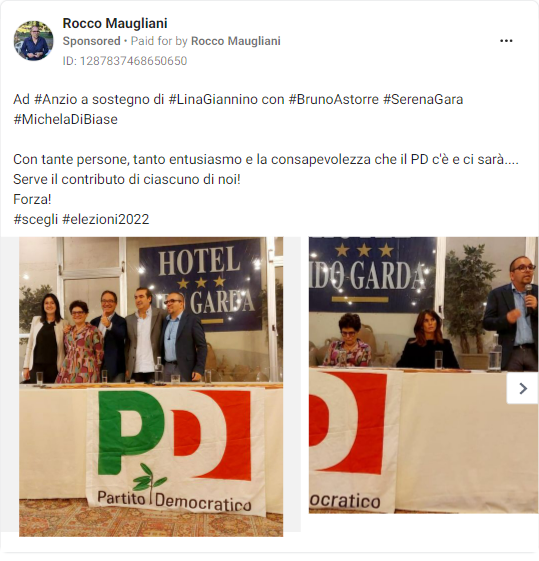 Rocco Maugliani
Sponsored • Paid for by Rocco Maugliani
ID: 1287837468650650
Ad #Anzio a sostegno di #LinaGiannino con #BrunoAstorre #SerenaGara
#MichelaDiBiase
Con tante persone, tanto entusiasmo e la consapevolezza che il PD c'è e ci sarà....
Serve il contributo di ciascuno di noi!
Forza!
#scegli #elezioni2022
HOTEL
DO GARDA
PD
Partito Democratico
IDO GARDA
D
ocratico